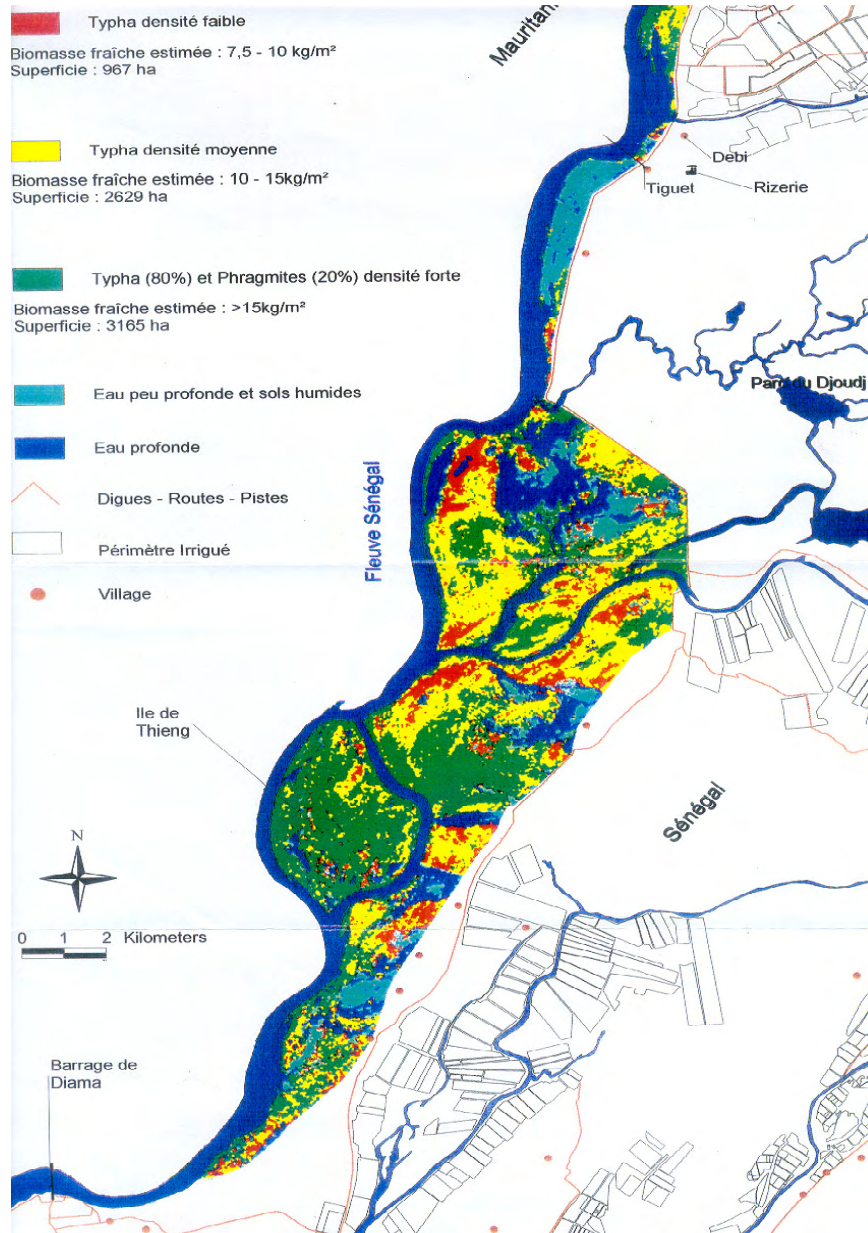 Typha densité faible
Biomasse fraîche estimée : 7,5 - 10 kg/m²
Superficie : 967 ha
Typha densité moyenne
Biomasse fraîche estimée : 10 - 15kg/m²
Superficie : 2629 ha
Typha (80%) et Phragmites (20%) densité forte
Biomasse fraîche estimée : >15kg/m²
Superficie : 3165 ha
Eau peu profonde et sols humides
Eau profonde
Digues - Routes - Pistes
Périmètre Irrigué
Village
Debi
Tiguet
Rizerie
Parc du Djoudj
Fleuve Sénégal
Ile de
Thieng
Sénégal
N
0 1 2 Kilometers
Barrage de
Diama